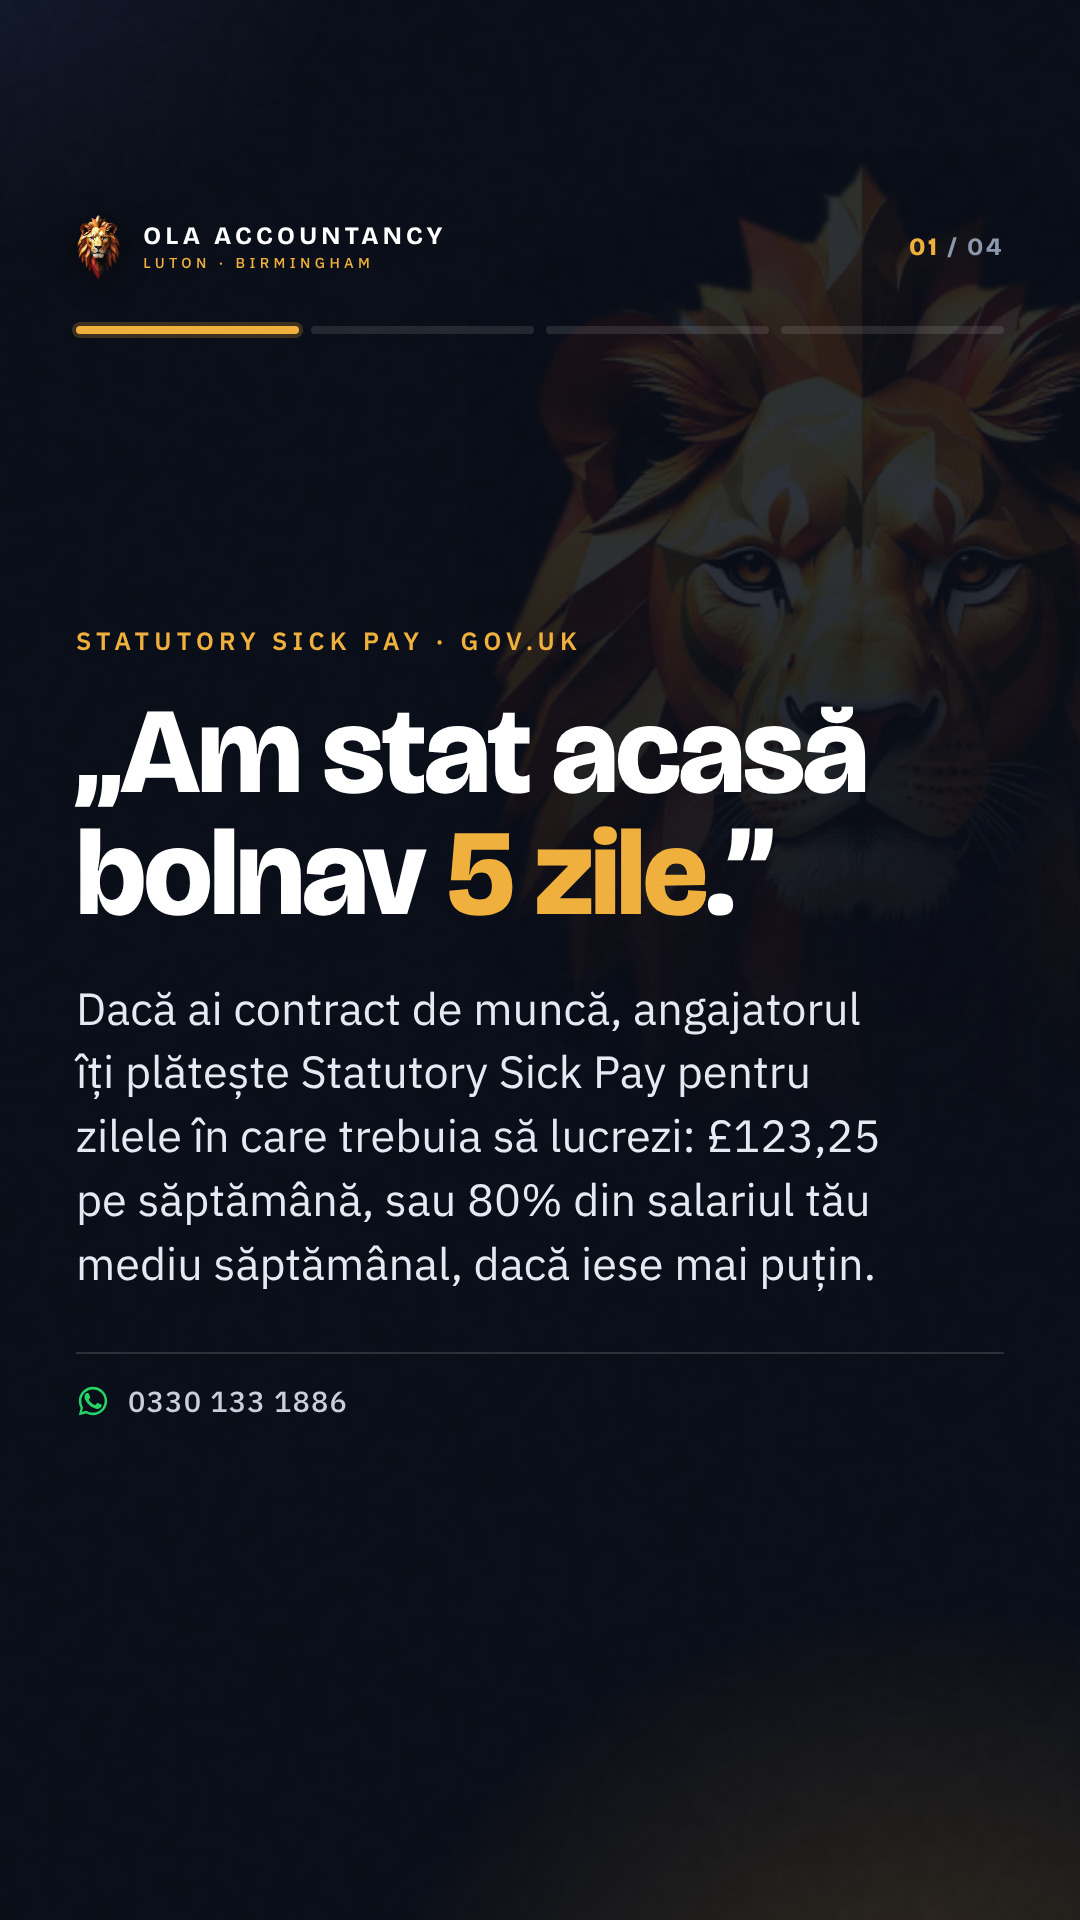 OLA ACCOUNTANCY
LUTON · BIRMINGHAM
01 / 04
STATUTORY SICK PAY · GOV.UK
„Am stat acasă
bolnav 5 zile.”
Dacă ai contract de muncă, angajatorul
îți plătește Statutory Sick Pay pentru
zilele în care trebuia să lucrezi: £123,25
pe săptămână, sau 80% din salariul tău
mediu săptămânal, dacă iese mai puțin.
0330 133 1886